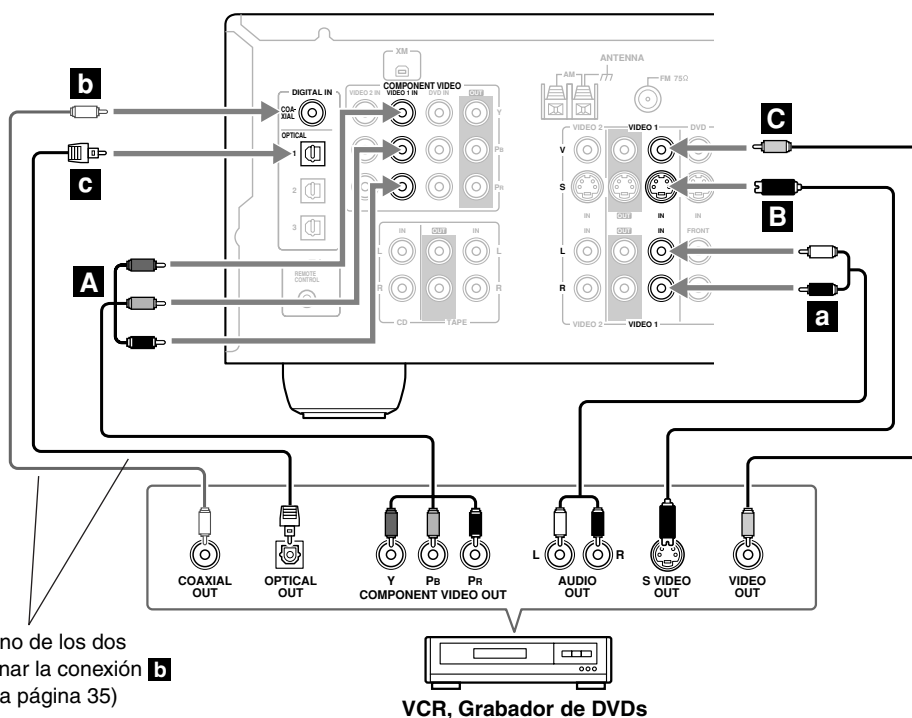 XM
ANTENNA
AM
FM 75Ω
b
DIGITAL IN
COMPONENT VIDEO
VIDEO 2 IN
VIDEO 1 IN
DVD IN
OUT
COA-
XIAL
Y
OPTICAL
1
PB
c
2
PR
3
VIDEO 2
VIDEO 1
DVD
C
V
S
B
IN
OUT
IN
IN
IN
OUT
IN
IN
OUT
IN
FRONT
A
REMOTE
CONTROL
L
L
L
R
R
R
a
CD
TAPE
VIDEO 2
VIDEO 1
L
R
COAXIAL
OUT
OPTICAL
OUT
Y
PB
PR
COMPONENT VIDEO OUT
AUDIO
OUT
S VIDEO
OUT
VIDEO
OUT
no de los dos
nar la conexión b
a página 35)
VCR, Grabador de DVDs